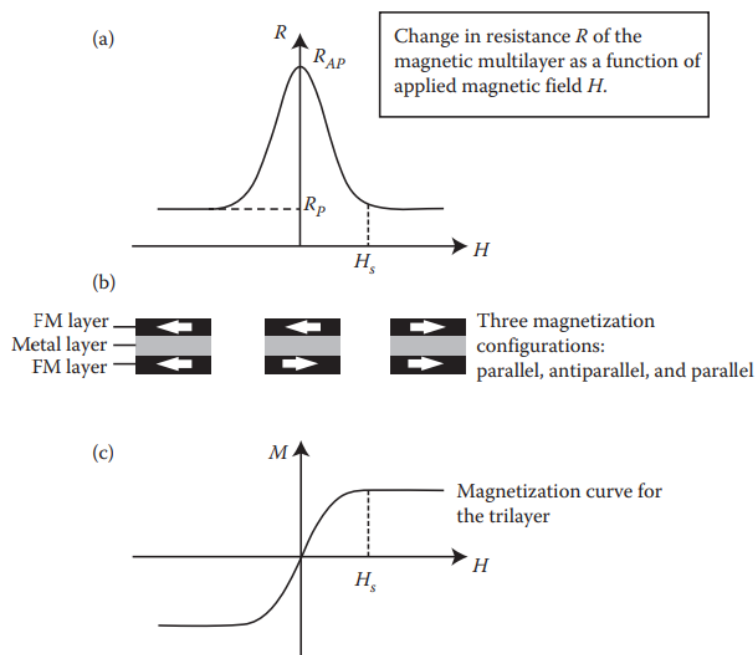 (a)
R
R_AP
Change in resistance R of the
magnetic multilayer as a function of
applied magnetic field H.
R_P
H_s
H
(b)
FM layer
Metal layer
FM layer
Three magnetization
configurations:
parallel, antiparallel, and parallel
(c)
M
Magnetization curve for
the trilayer
H_s
H